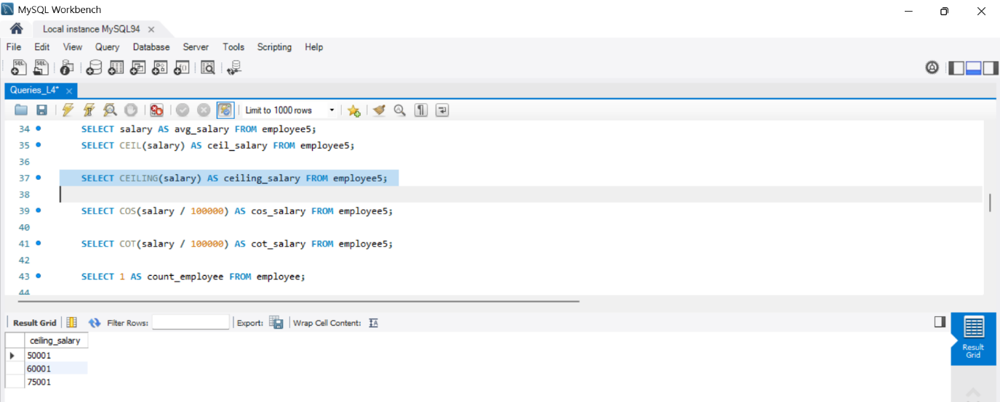 MySQL Workbench
Local instance MySQL94
File Edit View Query Database Server Tools Scripting Help
Queries_L4*
Limit to 1000 rows
34 SELECT salary AS avg_salary FROM employee5;
35 SELECT CEIL(salary) AS ceil_salary FROM employee5;
36
37 SELECT CEILING(salary) AS ceiling_salary FROM employee5;
38
39 SELECT COS(salary / 100000) AS cos_salary FROM employee5;
40
41 SELECT COT(salary / 100000) AS cot_salary FROM employee5;
42
43 SELECT 1 AS count_employee FROM employee;
44
Result Grid Filter Rows: Export: Wrap Cell Content:
ceiling_salary
50001
60001
75001
Result
Grid